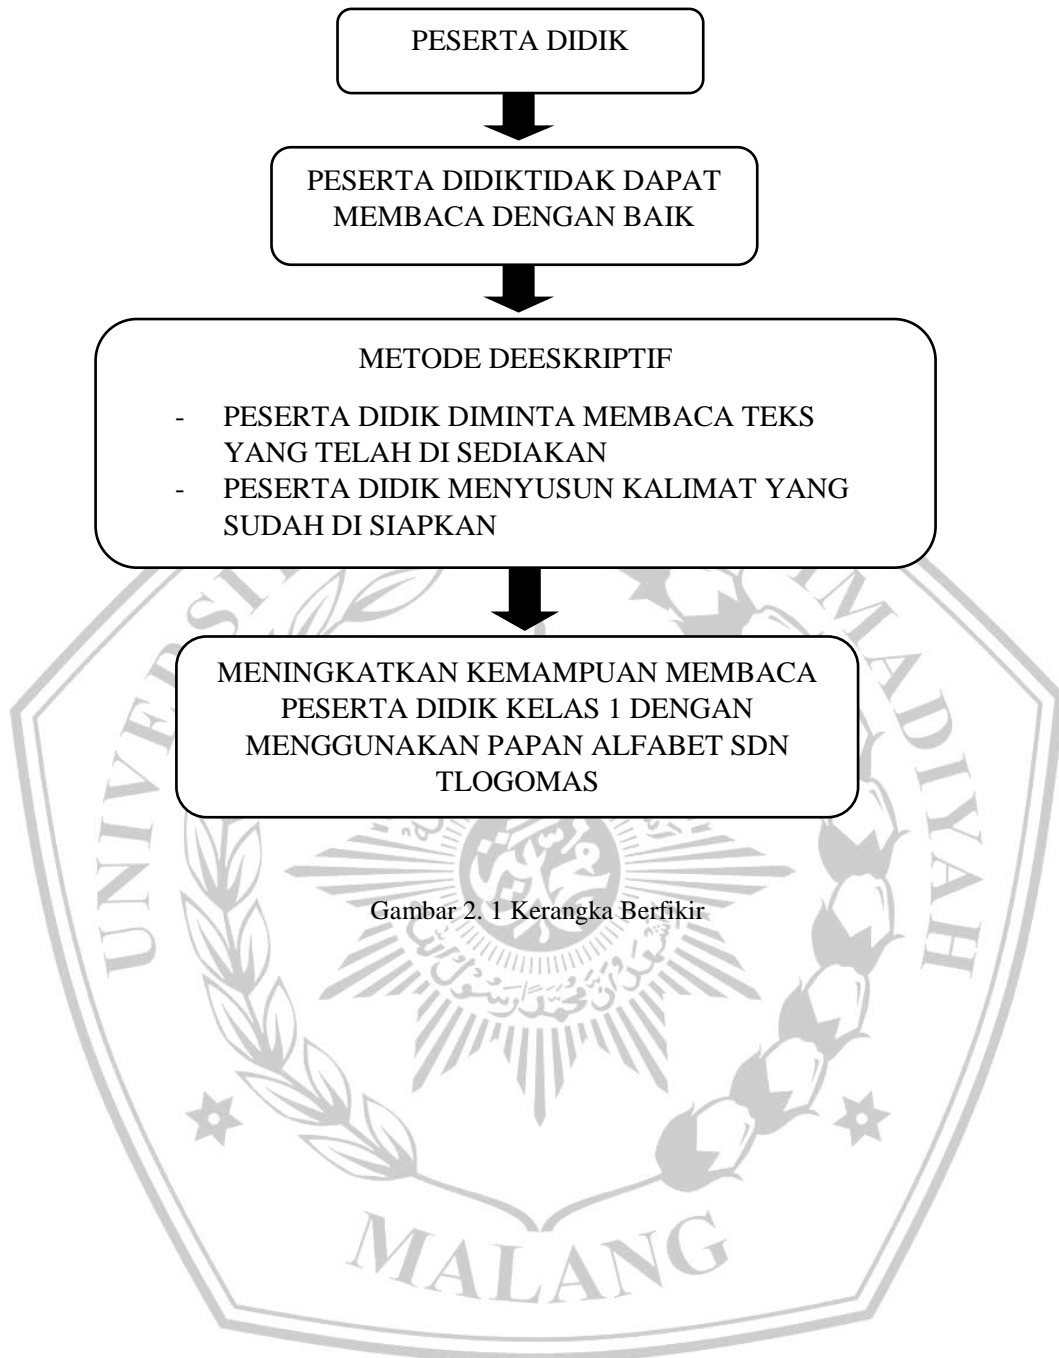 PESERTA DIDIK
PESERTA DIDIKTIDAK DAPAT
MEMBACA DENGAN BAIK
METODE DEESKRIPTIF
- PESERTA DIDIK DIMINTA MEMBACA TEKS
YANG TELAH DI SEDIAKAN
- PESERTA DIDIK MENYUSUN KALIMAT YANG
SUDAH DI SIAPKAN
MENINGKATKAN KEMAMPUAN MEMBACA
PESERTA DIDIK KELAS 1 DENGAN
MENGGUNAKAN PAPAN ALFABET SDN
TLOGOMAS
Gambar 2. 1 Kerangka Berfikir
MALANG